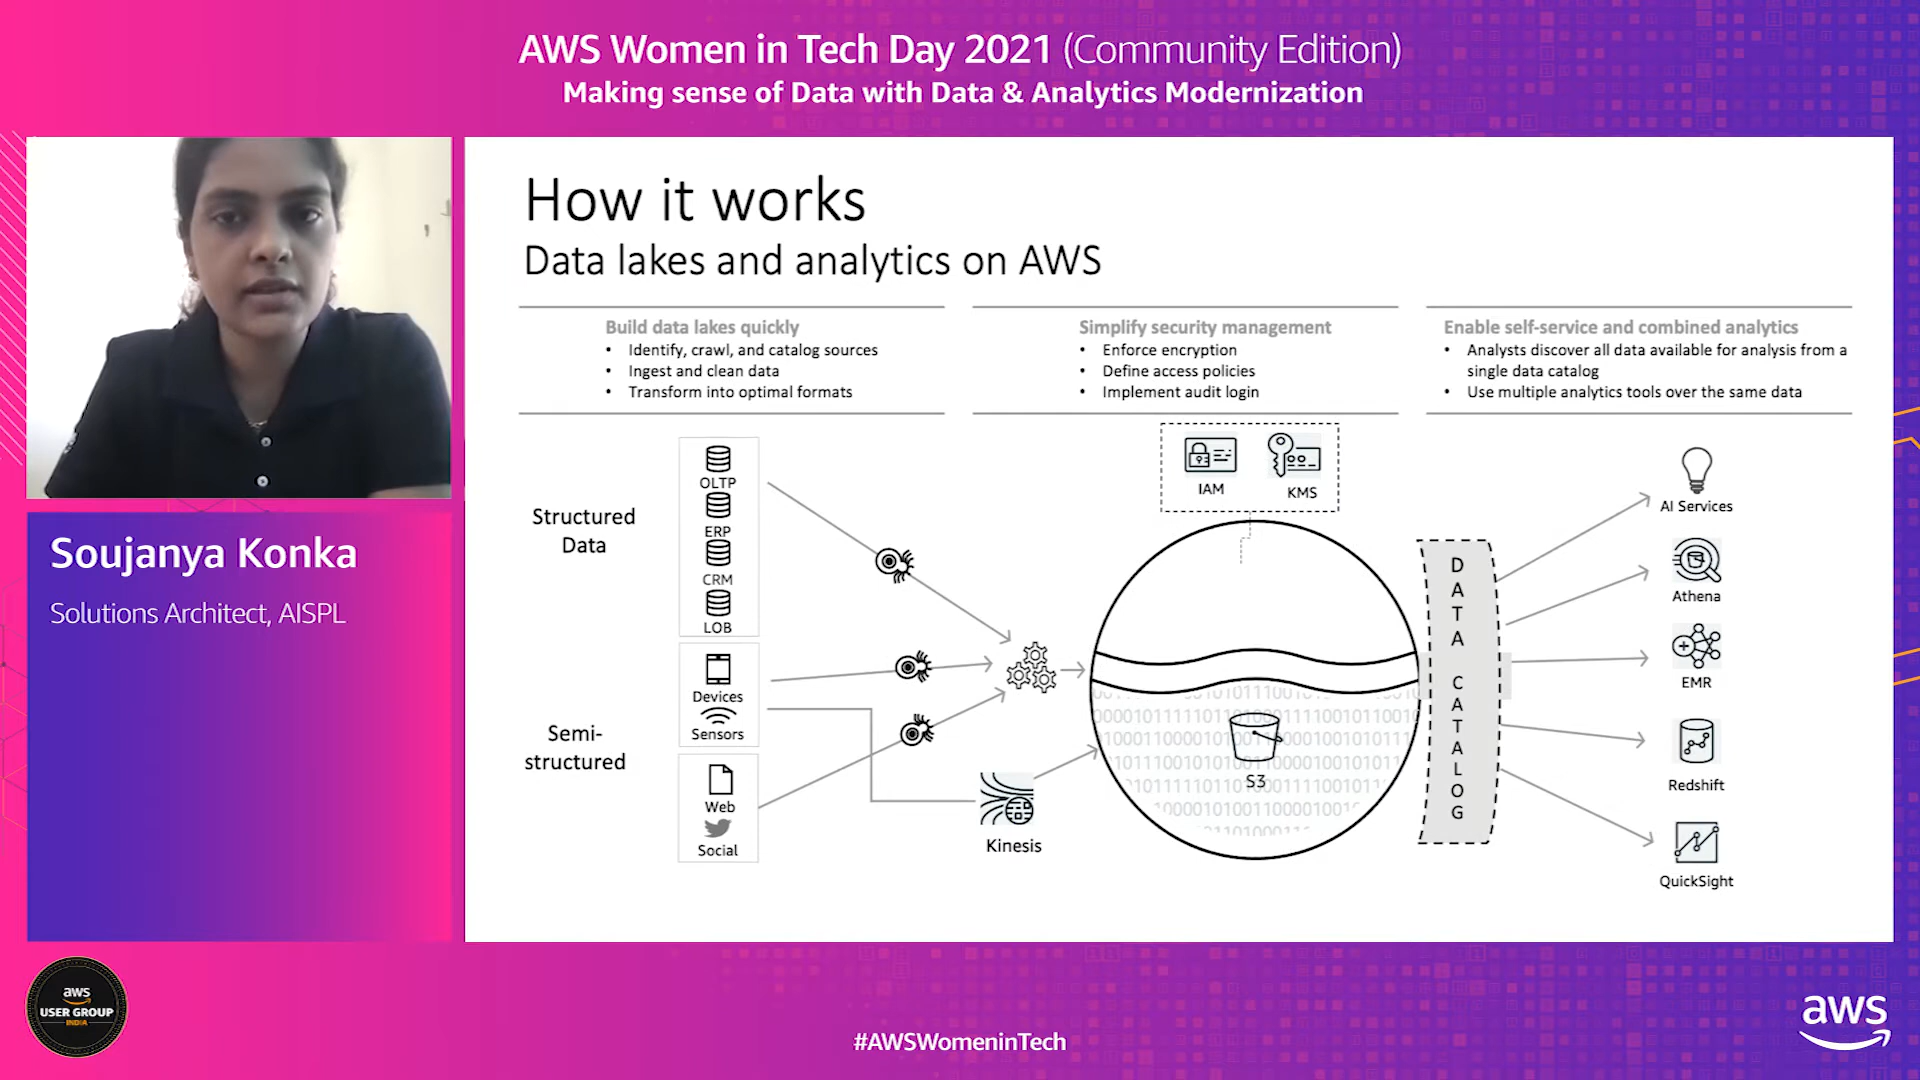 AWS Women in Tech Day 2021 (Community Edition)
Making sense of Data with Data & Analytics Modernization
Soujanya Konka
Solutions Architect, AISPL
How it works
Data lakes and analytics on AWS
Build data lakes quickly
• Identify, crawl, and catalog sources
• Ingest and clean data
• Transform into optimal formats
Simplify security management
• Enforce encryption
• Define access policies
• Implement audit login
Enable self-service and combined analytics
• Analysts discover all data available for analysis from a
single data catalog
• Use multiple analytics tools over the same data
Structured
Data
OLTP
ERP
CRM
LOB
Semi-
structured
Devices
Sensors
Web
Social
Kinesis
IAM
KMS
S3
DATA CATALOG
AI Services
Athena
EMR
Redshift
QuickSight
aws
USER GROUP
INDIA
#AWSWomeninTech
aws